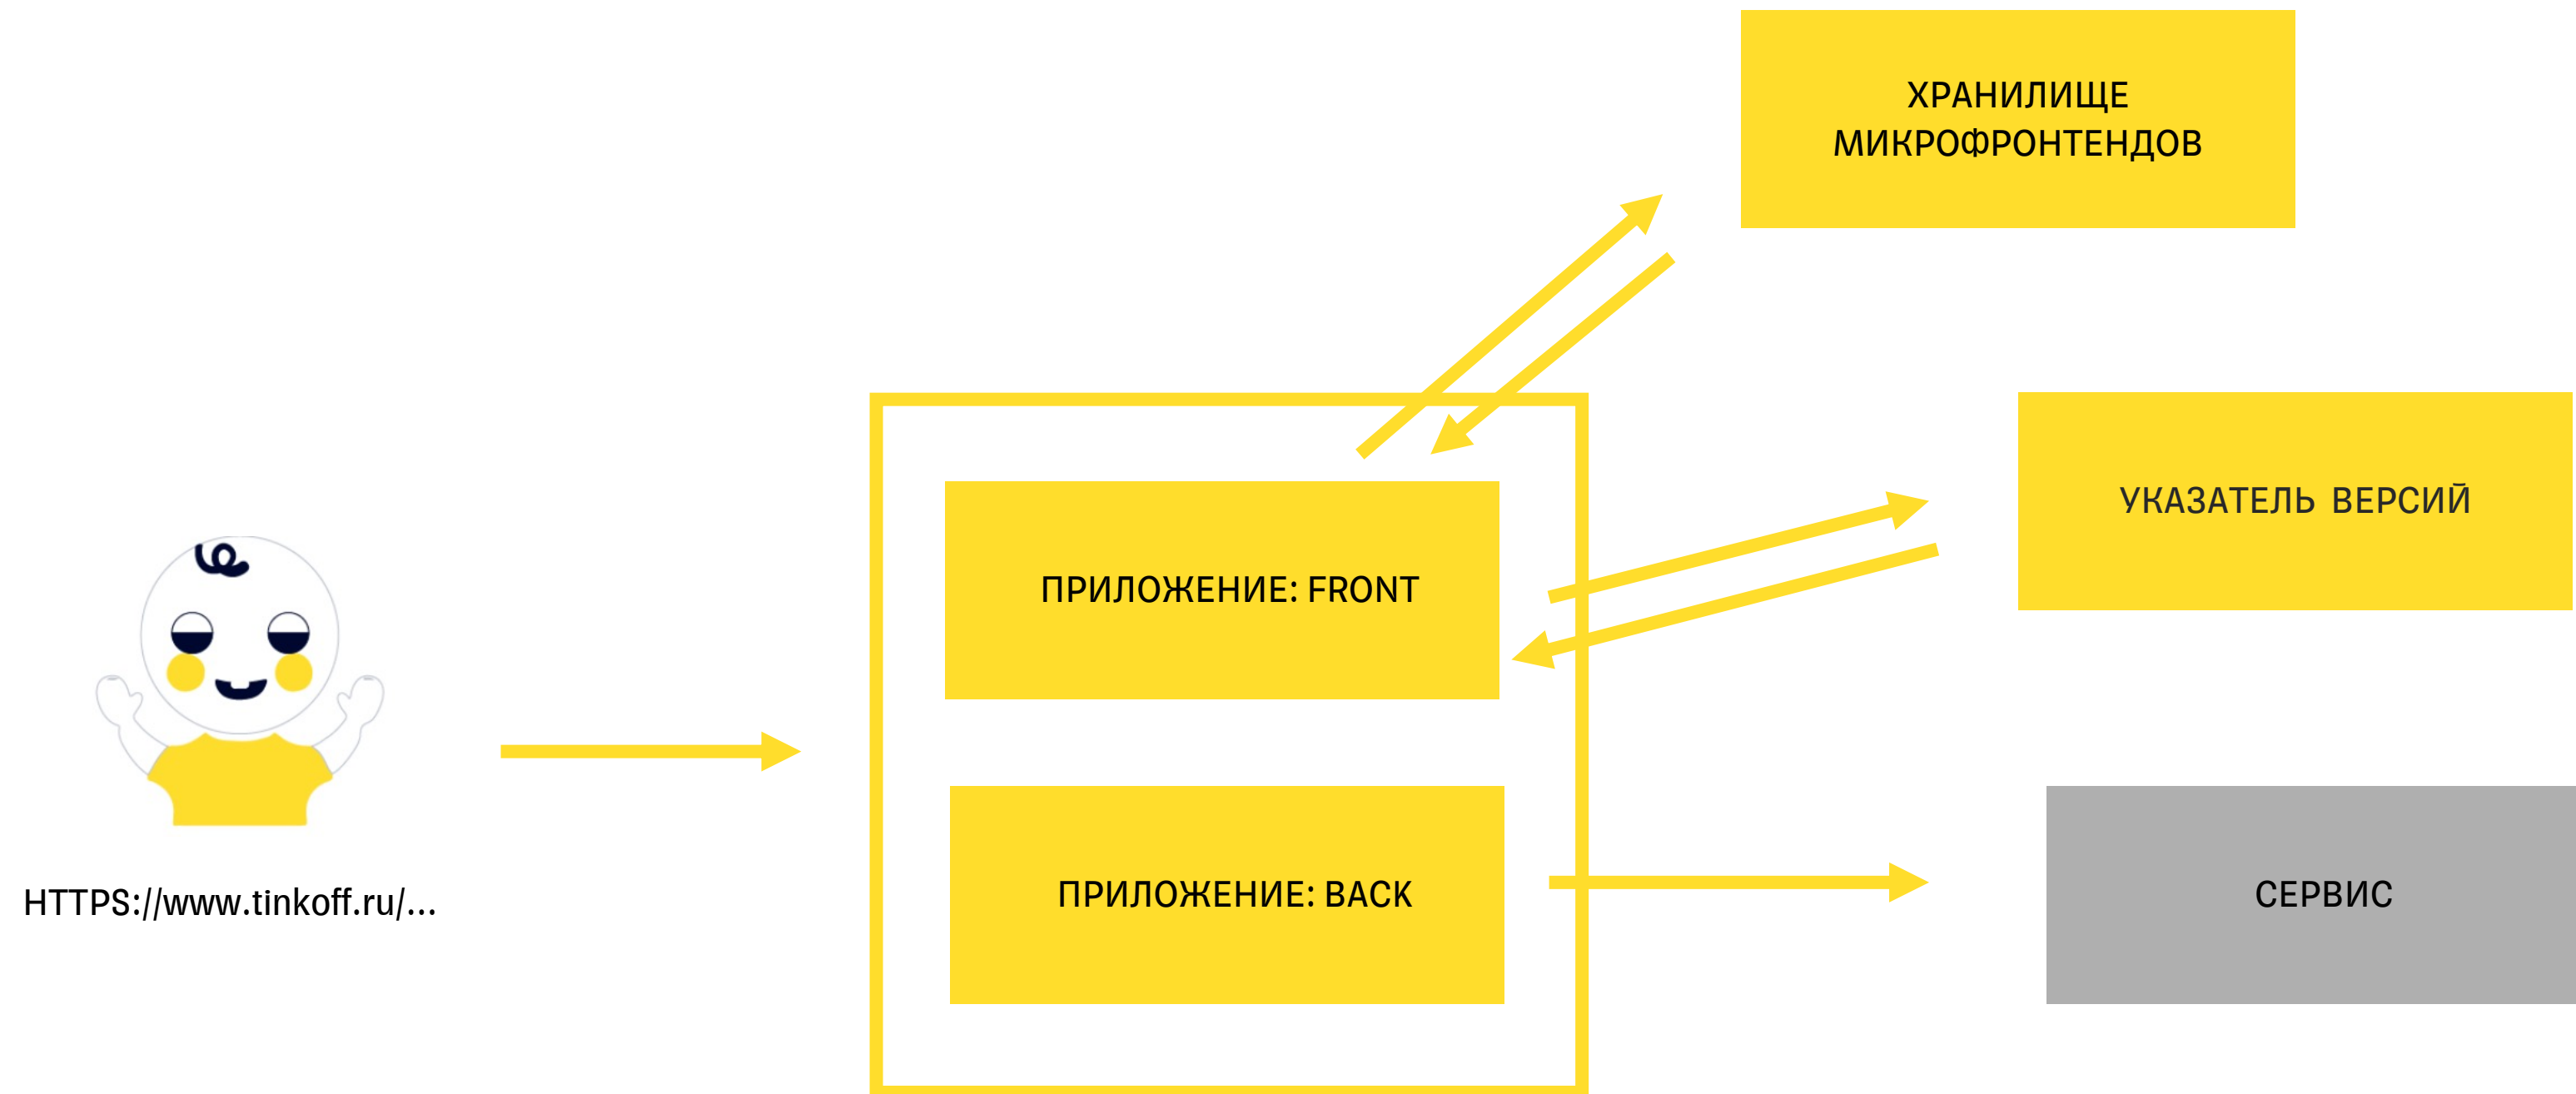 ХРАНИЛИЩЕ
МИКРОФРОНТЕНДОВ
УКАЗАТЕЛЬ ВЕРСИЙ
ПРИЛОЖЕНИЕ: FRONT
ПРИЛОЖЕНИЕ: BACK
СЕРВИС
HTTPS://www.tinkoff.ru/...